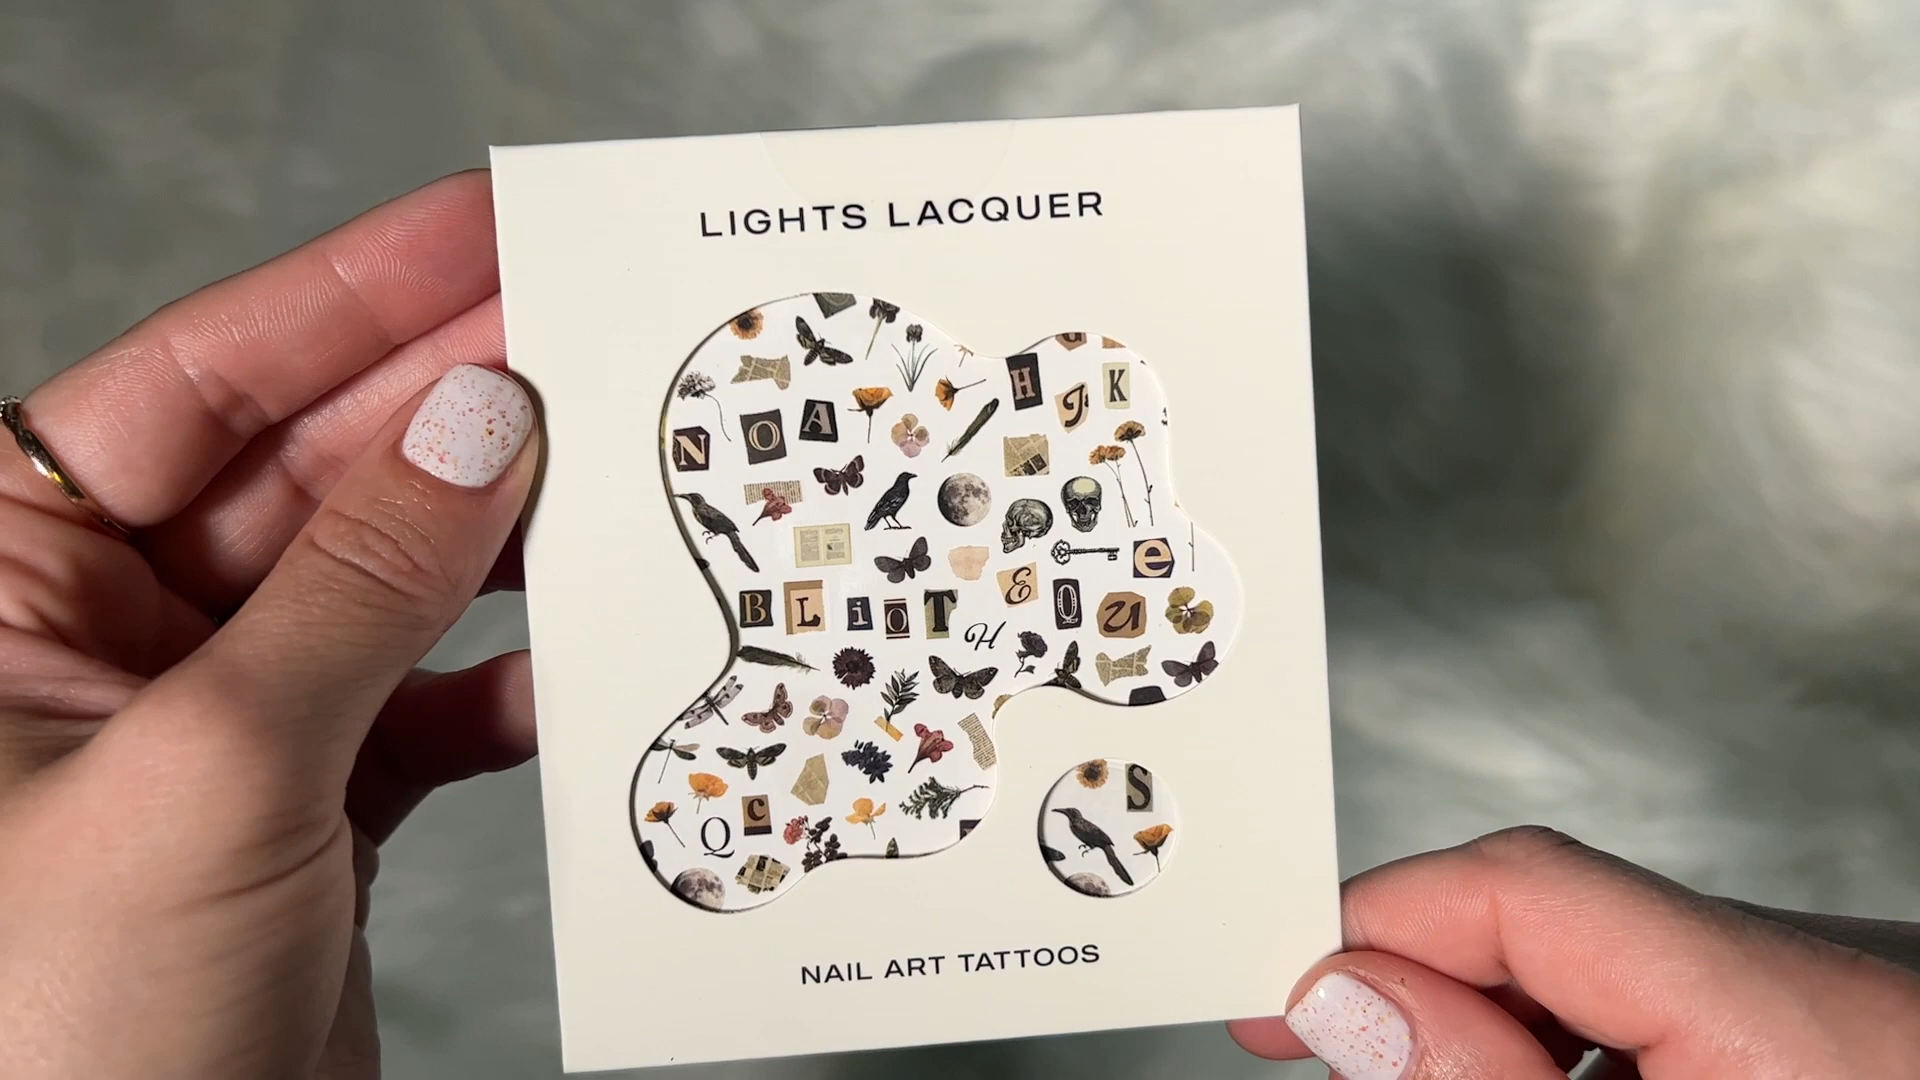 LIGHTS LACQUER
H J K
N O A
e
B L i O T H E Q U
S
Q c
NAIL ART TATTOOS